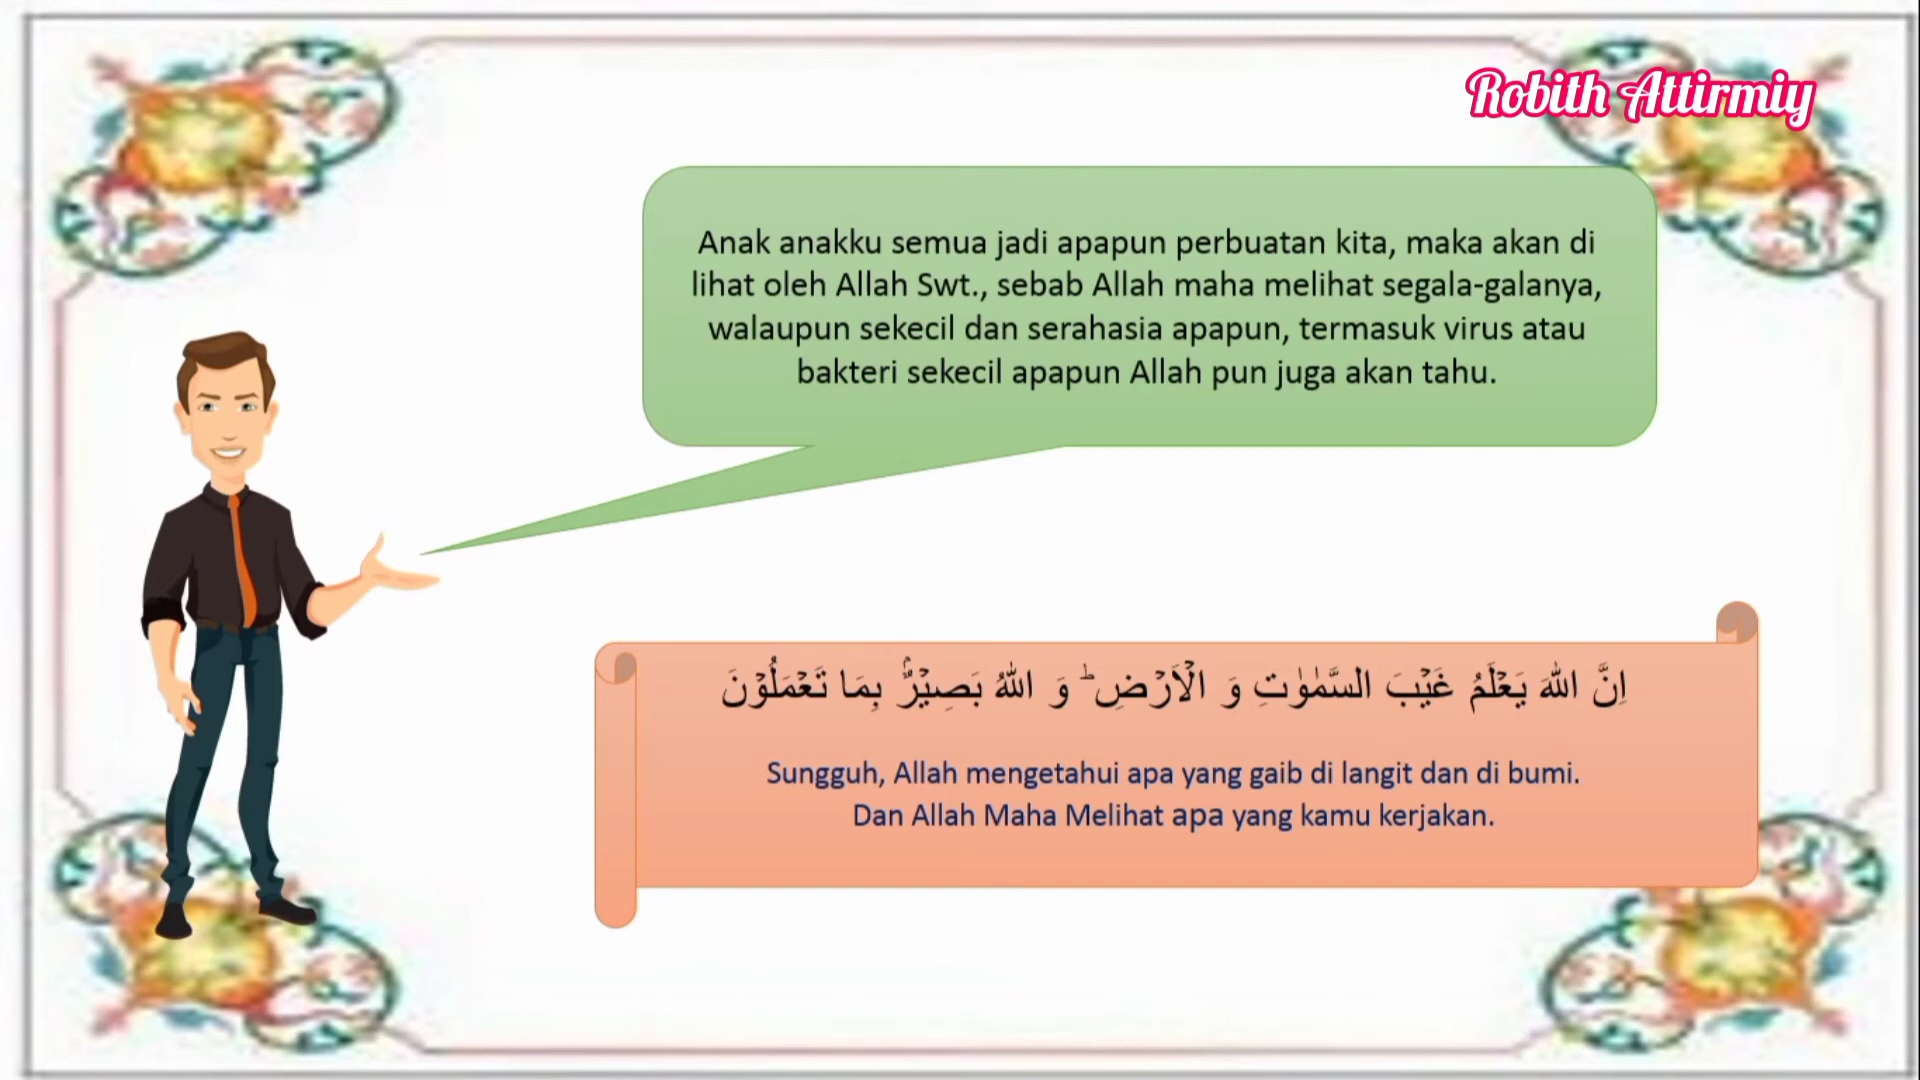 Robith Attirmiy
Anak anakku semua jadi apapun perbuatan kita, maka akan di
lihat oleh Allah Swt., sebab Allah maha melihat segala-galanya,
walaupun sekecil dan serahasia apapun, termasuk virus atau
bakteri sekecil apapun Allah pun juga akan tahu.
اِنَّ اللهَ يَعْلَمُ غَيْبَ السَّمٰوٰتِ وَ الْاَرْضِ ۗ وَ اللهُ بَصِيْرٌۢ بِمَا تَعْمَلُوْنَ
Sungguh, Allah mengetahui apa yang gaib di langit dan di bumi.
Dan Allah Maha Melihat apa yang kamu kerjakan.